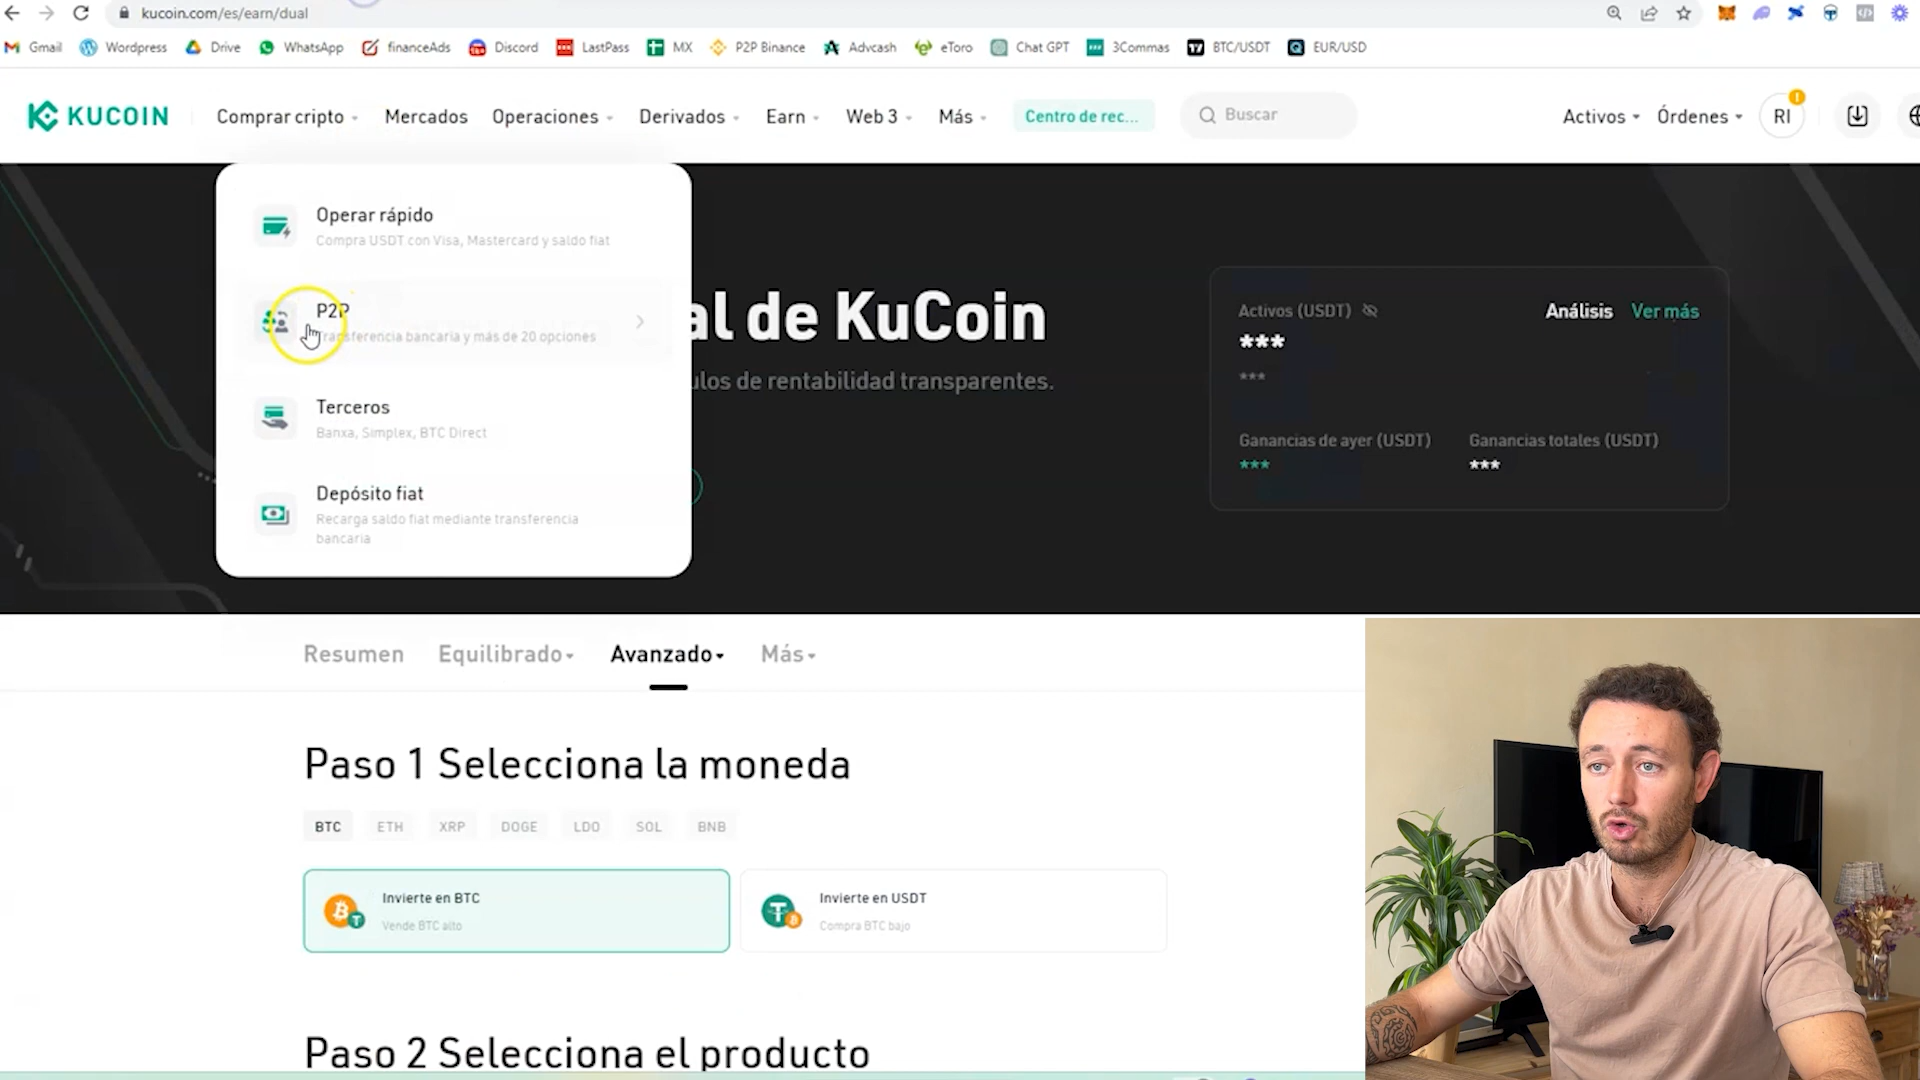 kucoin.com/es/earn/dual
Gmail Wordpress Drive WhatsApp financeAds Discord LastPass MX P2P Binance Advcash eToro Chat GPT 3Commas BTC/USDT EUR/USD
KUCOIN Comprar cripto Mercados Operaciones Derivados Earn Web 3 Más Centro de rec... Buscar Activos Órdenes RI
Operar rápido
Compra USDT con Visa, Mastercard y saldo fiat
P2P
Transferencia bancaria y más de 20 opciones
Terceros
Banxa, Simplex, BTC Direct
Depósito fiat
Recarga saldo fiat mediante transferencia
bancaria
al de KuCoin
ulos de rentabilidad transparentes.
Activos (USDT) Análisis Ver más
***
***
Ganancias de ayer (USDT) Ganancias totales (USDT)
*** ***
Resumen Equilibrado Avanzado Más
Paso 1 Selecciona la moneda
BTC ETH XRP DOGE LDO SOL BNB
Invierte en BTC
Vende BTC alto
Invierte en USDT
Compra BTC bajo
Paso 2 Selecciona el producto